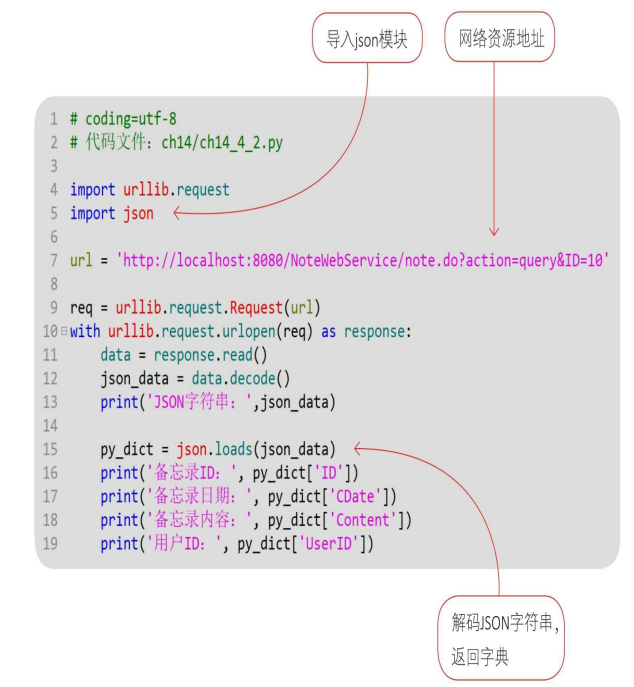 导入json模块
网络资源地址
1 # coding=utf-8
2 # 代码文件：ch14/ch14_4_2.py
3
4 import urllib.request
5 import json
6
7 url = 'http://localhost:8080/NoteWebService/note.do?action=query&ID=10'
8
9 req = urllib.request.Request(url)
10 with urllib.request.urlopen(req) as response:
11     data = response.read()
12     json_data = data.decode()
13     print('JSON字符串：',json_data)
14
15     py_dict = json.loads(json_data)
16     print('备忘录ID：', py_dict['ID'])
17     print('备忘录日期：', py_dict['CDate'])
18     print('备忘录内容：', py_dict['Content'])
19     print('用户ID：', py_dict['UserID'])
解码JSON字符串，
返回字典